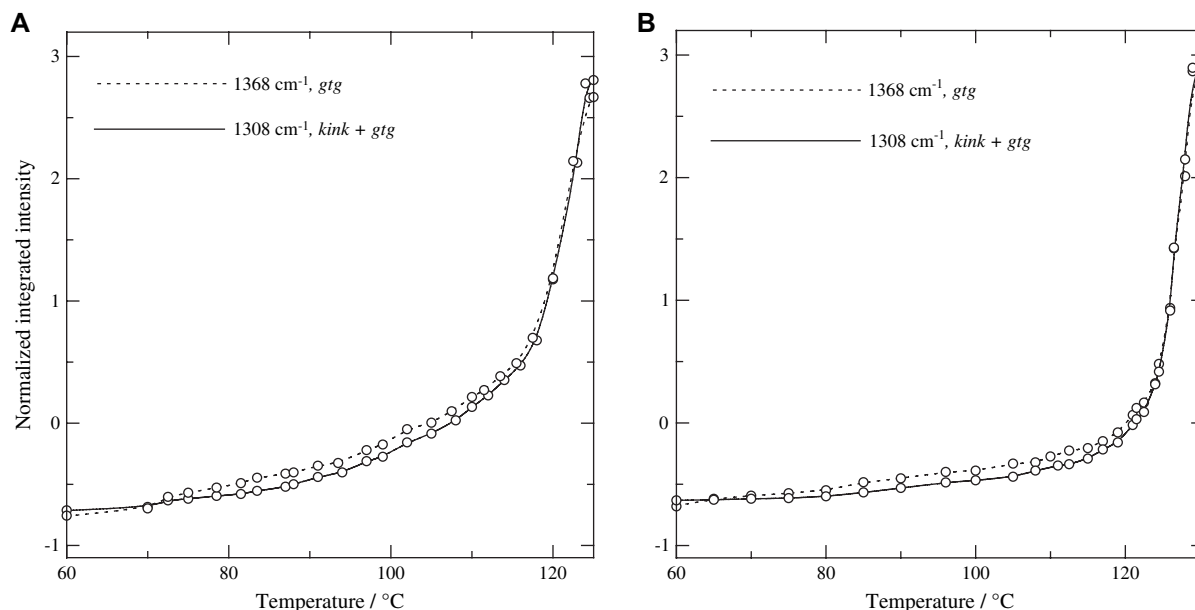 A
3
2
1
0
-1
Normalized integrated intensity
1368 cm⁻¹, gtg
1308 cm⁻¹, kink + gtg
60
80
100
120
Temperature / °C
B
3
2
1
0
-1
1368 cm⁻¹, gtg
1308 cm⁻¹, kink + gtg
60
80
100
120
Temperature / °C